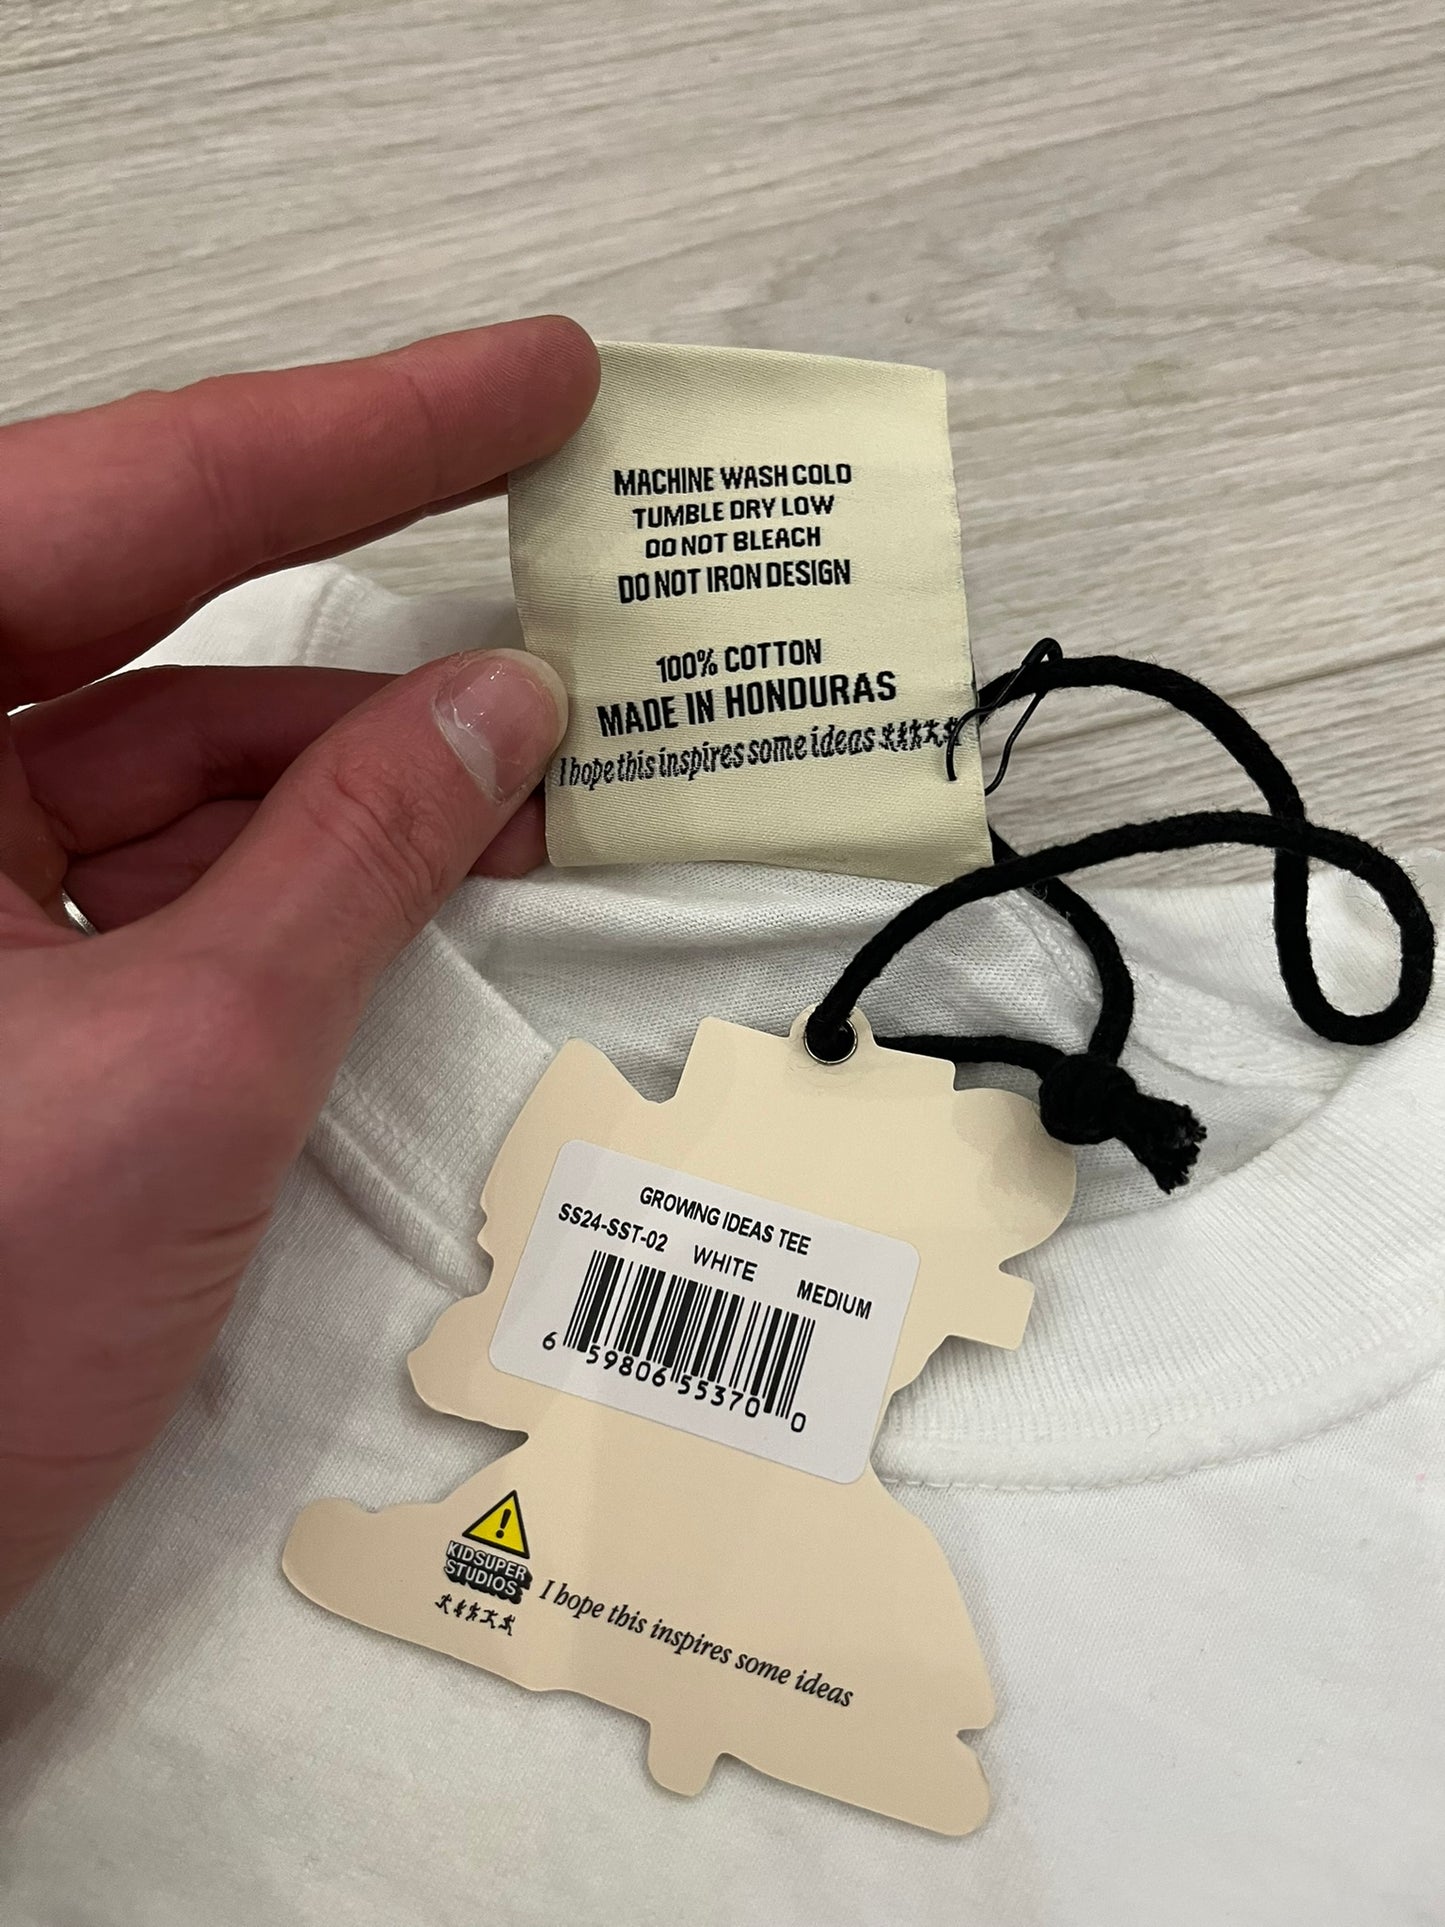 MACHINE WASH COLD
TUMBLE DRY LOW
DO NOT BLEACH
DO NOT IRON DESIGN
100% COTTON
MADE IN HONDURAS
I hope this inspires some ideas
GROWING IDEAS TEE
SS24-SST-02 WHITE MEDIUM
6 59806 55370 0
!
KIDSUPER
STUDIOS
I hope this inspires some ideas